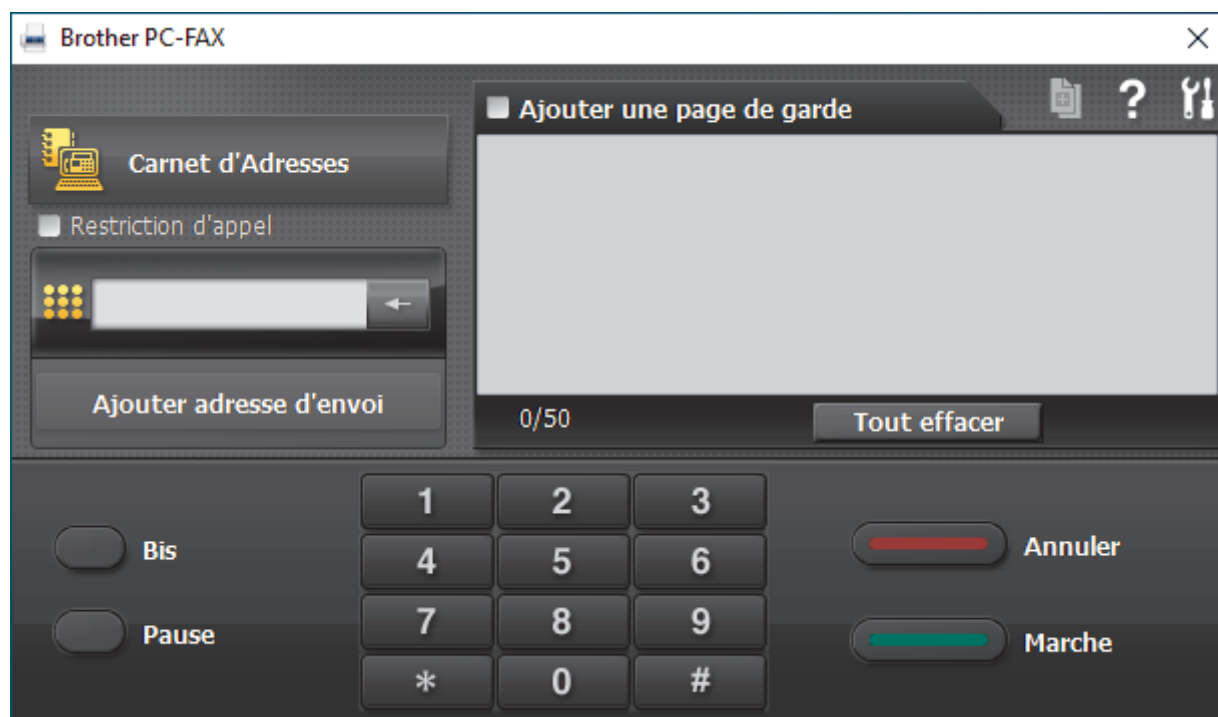 Brother PC-FAX
Ajouter une page de garde
?
Carnet d'Adresses
Restriction d'appel
Ajouter adresse d'envoi
0/50
Tout effacer
1 2 3
Bis
4 5 6
Annuler
7 8 9
Pause
Marche
* 0 #